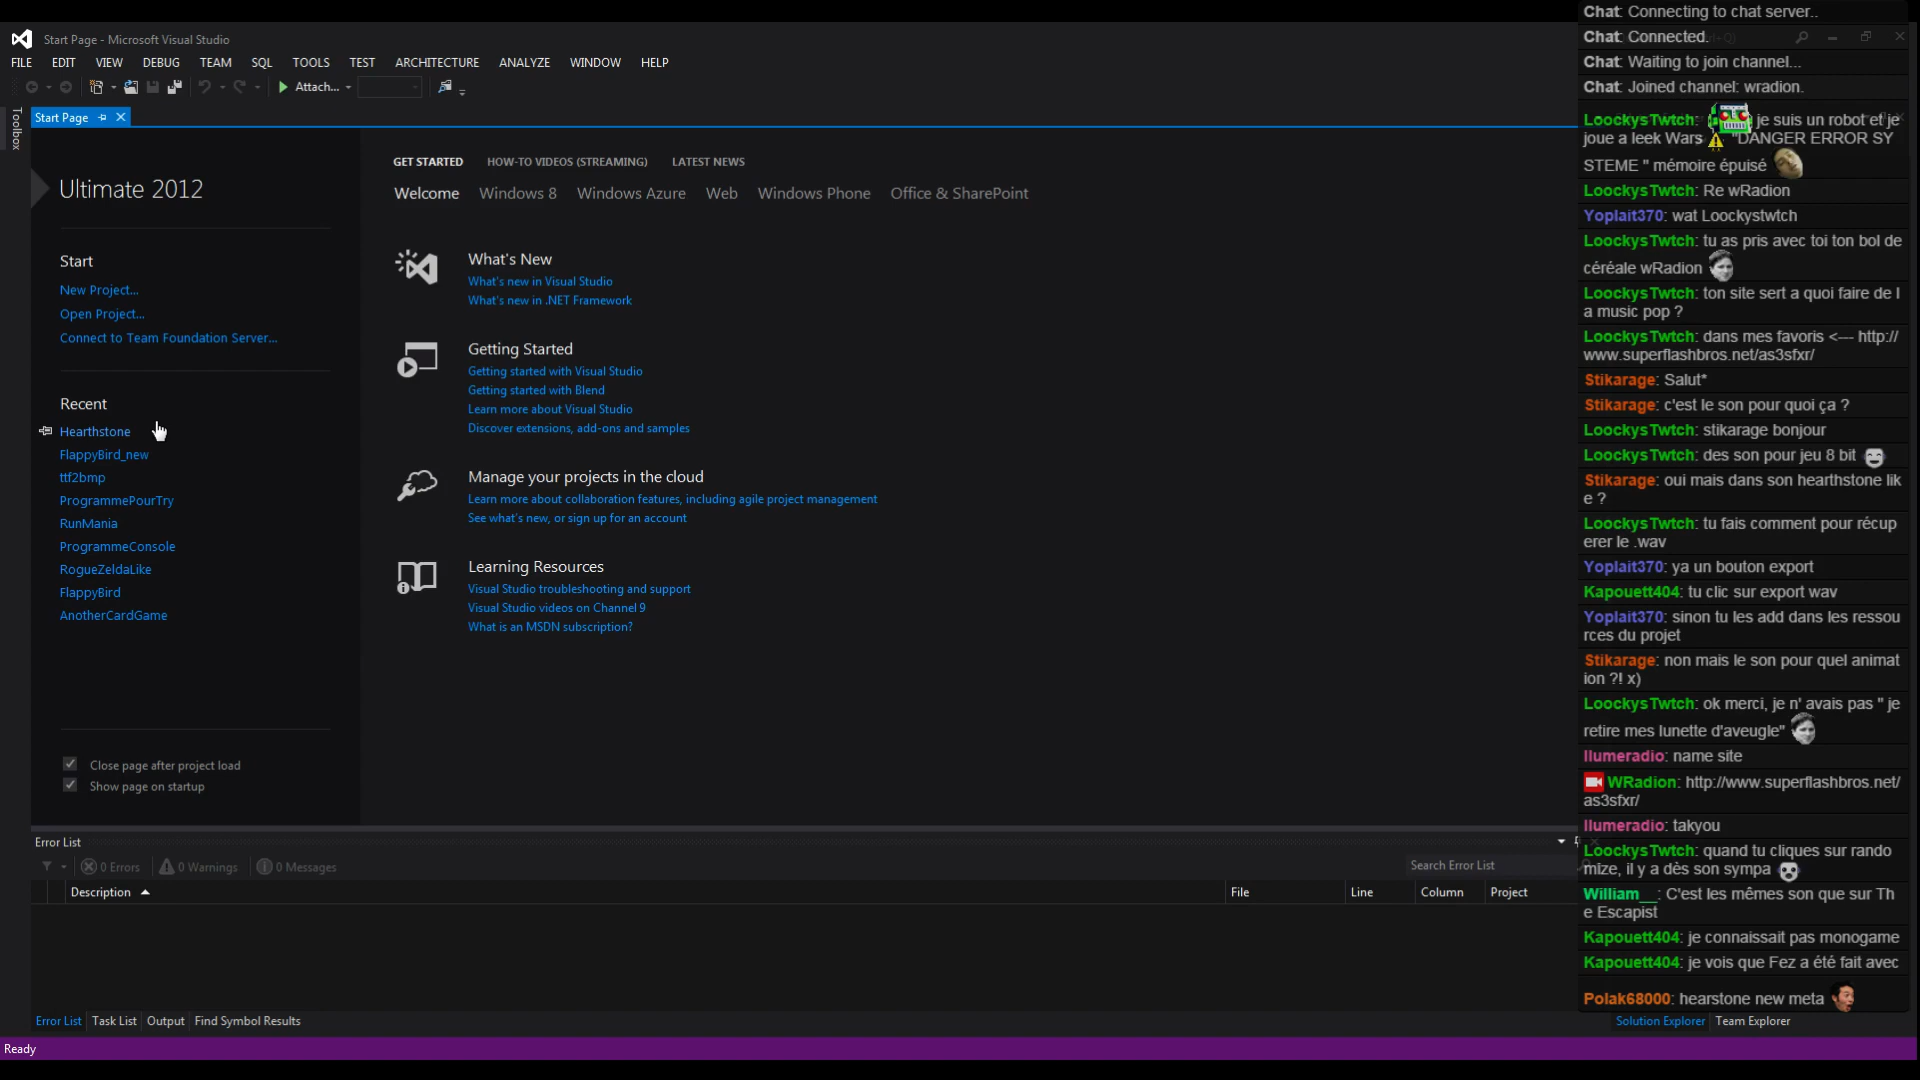 Start Page - Microsoft Visual Studio
FILE EDIT VIEW DEBUG TEAM SQL TOOLS TEST ARCHITECTURE ANALYZE WINDOW HELP
Attach...
Toolbox
Start Page
Ultimate 2012
Start
New Project...
Open Project...
Connect to Team Foundation Server...
Recent
Hearthstone
FlappyBird_new
ttf2bmp
ProgrammePourTry
RunMania
ProgrammeConsole
RogueZeldaLike
FlappyBird
AnotherCardGame
Close page after project load
Show page on startup
GET STARTED HOW-TO VIDEOS (STREAMING) LATEST NEWS
Welcome Windows 8 Windows Azure Web Windows Phone Office & SharePoint
What's New
What's new in Visual Studio
What's new in .NET Framework
Getting Started
Getting started with Visual Studio
Getting started with Blend
Learn more about Visual Studio
Discover extensions, add-ons and samples
Manage your projects in the cloud
Learn more about collaboration features, including agile project management
See what's new, or sign up for an account
Learning Resources
Visual Studio troubleshooting and support
Visual Studio videos on Channel 9
What is an MSDN subscription?
Error List
0 Errors 0 Warnings 0 Messages
Search Error List
Description File Line Column Project
Error List Task List Output Find Symbol Results
Solution Explorer Team Explorer
Ready
Chat: Connecting to chat server..
Chat: Connected.
Chat: Waiting to join channel...
Chat: Joined channel: wradion.
LoockysTwtch: je suis un robot et je
joue a leek Wars "DANGER ERROR SY
STEME " mémoire épuisé
LoockysTwtch: Re wRadion
Yoplait370: wat Loockystwtch
LoockysTwtch: tu as pris avec toi ton bol de
céréale wRadion
LoockysTwtch: ton site sert a quoi faire de l
a music pop ?
LoockysTwtch: dans mes favoris <--- http://
www.superflashbros.net/as3sfxr/
Stikarage: Salut*
Stikarage: c'est le son pour quoi ça ?
LoockysTwtch: stikarage bonjour
LoockysTwtch: des son pour jeu 8 bit
Stikarage: oui mais dans son hearthstone lik
e ?
LoockysTwtch: tu fais comment pour récup
erer le .wav
Yoplait370: ya un bouton export
Kapouett404: tu clic sur export wav
Yoplait370: sinon tu les add dans les ressou
rces du projet
Stikarage: non mais le son pour quel animat
ion ?! x)
LoockysTwtch: ok merci, je n' avais pas " je
retire mes lunette d'aveugle"
Ilumeradio: name site
WRadion: http://www.superflashbros.net/
as3sfxr/
Ilumeradio: takyou
LoockysTwtch: quand tu cliques sur rando
mize, il y a dès son sympa
William__: C'est les mêmes son que sur Th
e Escapist
Kapouett404: je connaissait pas monogame
Kapouett404: je vois que Fez a été fait avec
Polak68000: hearstone new meta